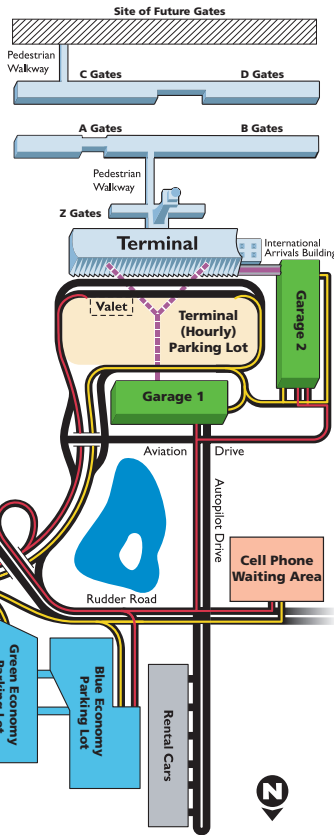 Site of Future Gates
Pedestrian
Walkway
C Gates
D Gates
A Gates
B Gates
Pedestrian
Walkway
Z Gates
Terminal
International
Arrivals Building
Valet
Terminal
(Hourly)
Parking Lot
Garage 2
Garage 1
Aviation Drive
Autopilot Drive
Cell Phone
Waiting Area
Rudder Road
Green Economy
Parking Lot
Blue Economy
Parking Lot
Rental Cars
N